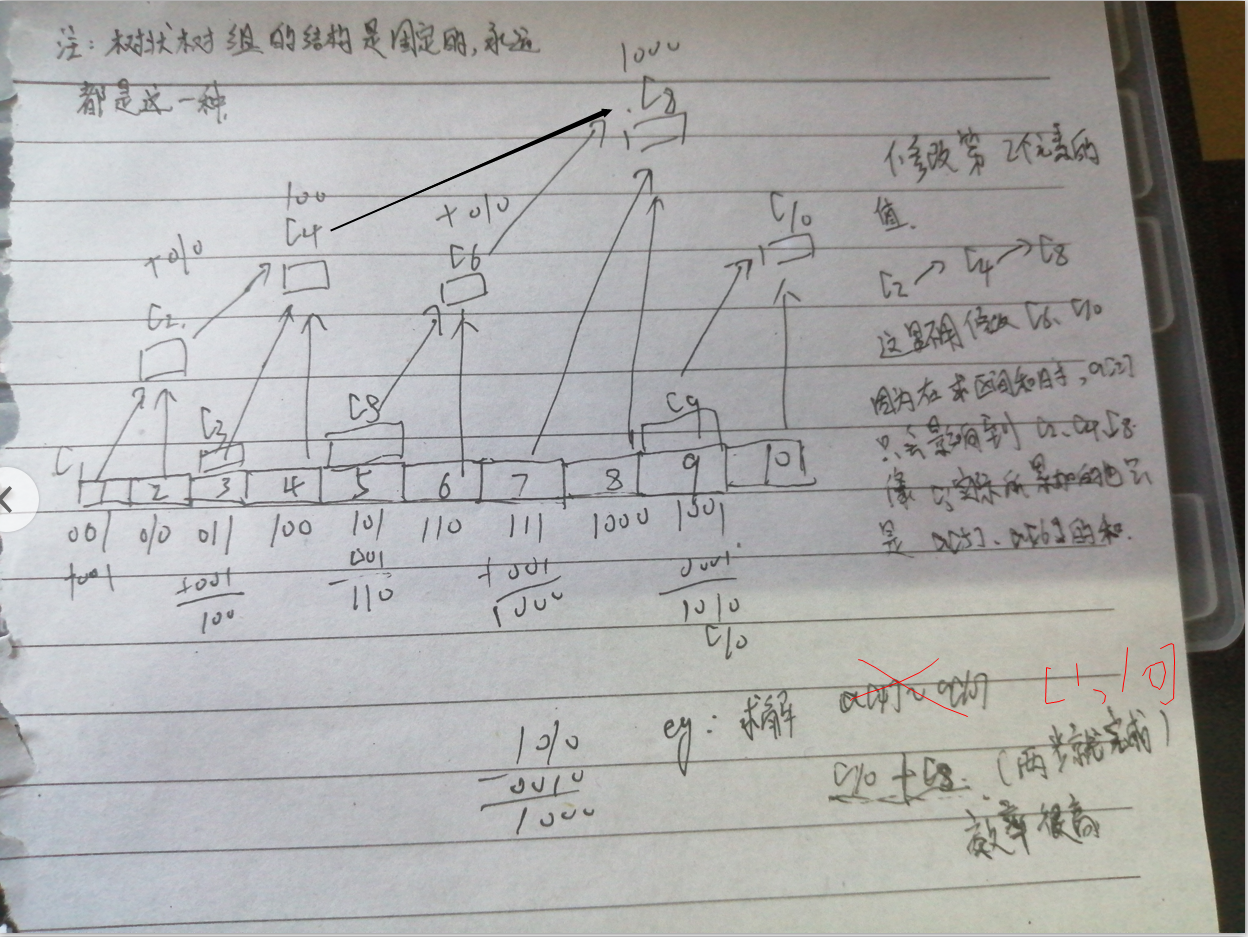 注：树状树组的结构是固定的，永远
都是这一种.
1000
C8
100
C4
+010
C6
C10
+010
C2
C3
C5
C9
C1
1 2 3 4 5 6 7 8 9 10
001 010 011 100 101 110 111 1000 1001
+001
+001
100
001
110
+001
1000
0001
1010
C10
修改第2个元素的
值.
C2 C4 C8
这里不用修改C6、C10
因为在求区间和时，a[2]
只会影响到C2、C4、C8.
像 实际所累加的也只
是 a[5]、a[6]的和.
1010
-0010
1000
eg：求解 a[4]~a[10] [1,10]
C10+C8.（两步就完成）
效率很高